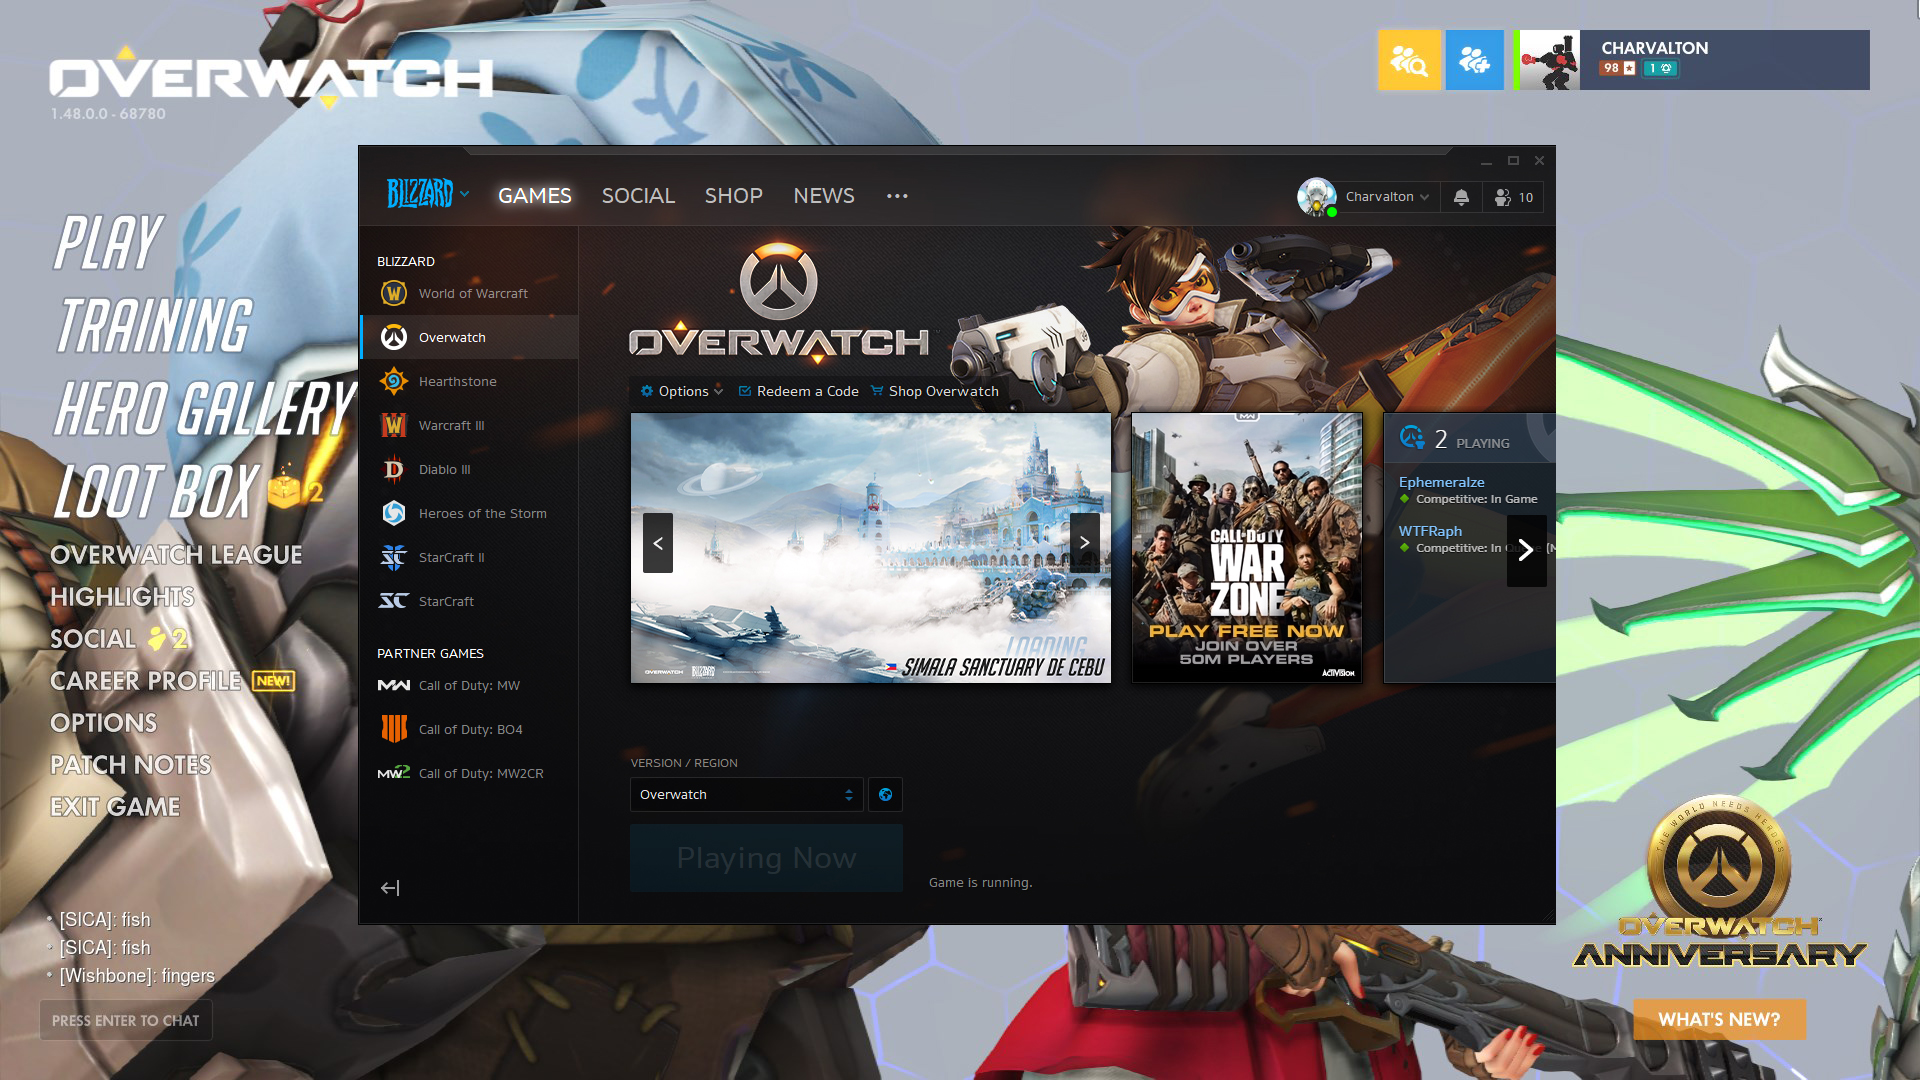 OVERWATCH
1.48.0.0 - 68780
CHARVALTON
98 1
PLAY
TRAINING
HERO GALLERY
LOOT BOX 2
OVERWATCH LEAGUE
HIGHLIGHTS
SOCIAL 2
CAREER PROFILE NEW!
OPTIONS
PATCH NOTES
EXIT GAME
• [SICA]: fish
• [SICA]: fish
• [Wishbone]: fingers
PRESS ENTER TO CHAT
BLIZZARD
GAMES SOCIAL SHOP NEWS •••
Charvalton 10
BLIZZARD
World of Warcraft
Overwatch
Hearthstone
Warcraft III
Diablo III
Heroes of the Storm
StarCraft II
StarCraft
PARTNER GAMES
Call of Duty: MW
Call of Duty: BO4
Call of Duty: MW2CR
OVERWATCH
Options Redeem a Code Shop Overwatch
LOADING
SIMALA SANCTUARY DE CEBU
OVERWATCH BLIZZARD
CALL OF DUTY
WAR
ZONE
PLAY FREE NOW
JOIN OVER
50M PLAYERS
ACTIVISION
2 PLAYING
Ephemeralze
Competitive: In Game
WTFRaph
Competitive: In Queue [M
VERSION / REGION
Overwatch
Playing Now
Game is running.
THE WORLD NEEDS HEROES
OVERWATCH
ANNIVERSARY
WHAT'S NEW?